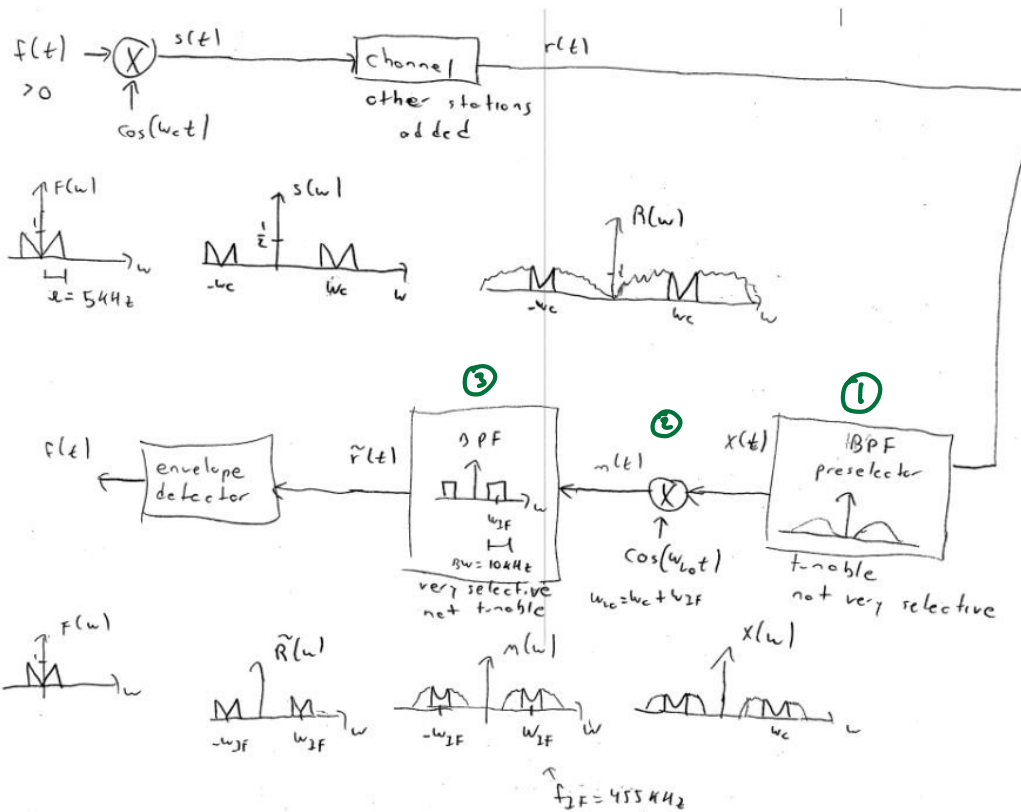 f(t)
>0
X
cos(wct)
s(t)
channel
other stations
added
r(t)
F(w)
1
w
l = 5kHz
S(w)
1/2
-wc
wc
w
R(w)
1
-wc
wc
w
f(t)
envelope
detector
r̃(t)
③
BPF
w
wIF
BW=10kHz
very selective
not tunable
m(t)
②
X
cos(wLOt)
wLO=wc+wIF
x(t)
①
BPF
preselector
tunable
not very selective
F(w)
1
w
R̃(w)
-wIF
wIF
w
M(w)
-wIF
wIF
w
fIF=455kHz
X(w)
wc
w